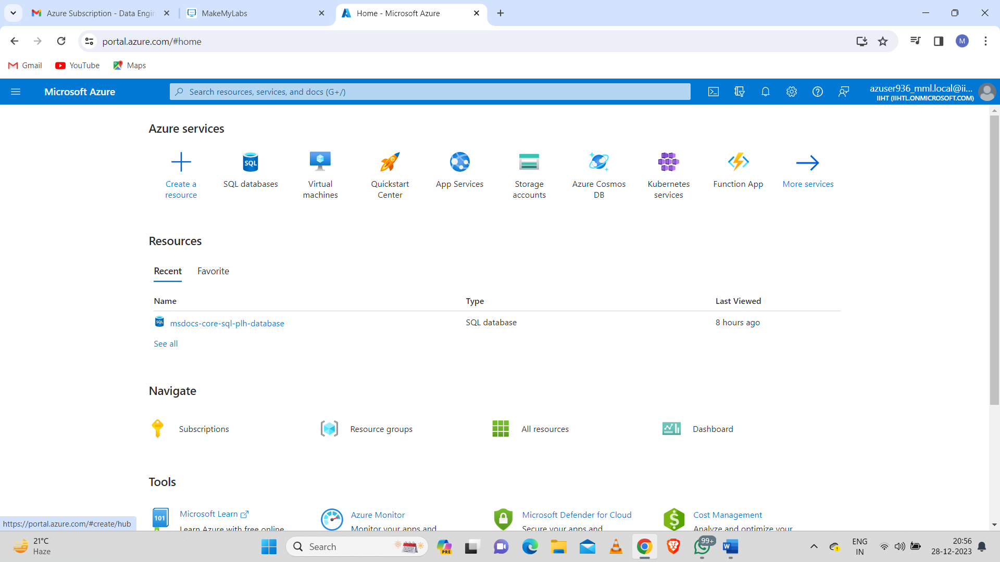 Azure Subscription - Data Engin
MakeMyLabs
Home - Microsoft Azure
portal.azure.com/#home
M
Gmail
YouTube
Maps
Microsoft Azure
Search resources, services, and docs (G+/)
azuser936_mml.local@ii...
IIHT (IIHTL.ONMICROSOFT.COM)
Azure services
Create a
resource
SQL
SQL databases
Virtual
machines
Quickstart
Center
App Services
Storage
accounts
Azure Cosmos
DB
Kubernetes
services
Function App
More services
Resources
Recent
Favorite
Name
Type
Last Viewed
SQL
msdocs-core-sql-plh-database
SQL database
8 hours ago
See all
Navigate
Subscriptions
Resource groups
All resources
Dashboard
Tools
101
Microsoft Learn
Learn Azure with free online
Azure Monitor
Monitor your apps and
Microsoft Defender for Cloud
Secure your apps and
$
Cost Management
Analyze and optimize your
https://portal.azure.com/#create/hub
21°C
Haze
Search
PRE
99+
W
ENG
IN
20:56
28-12-2023